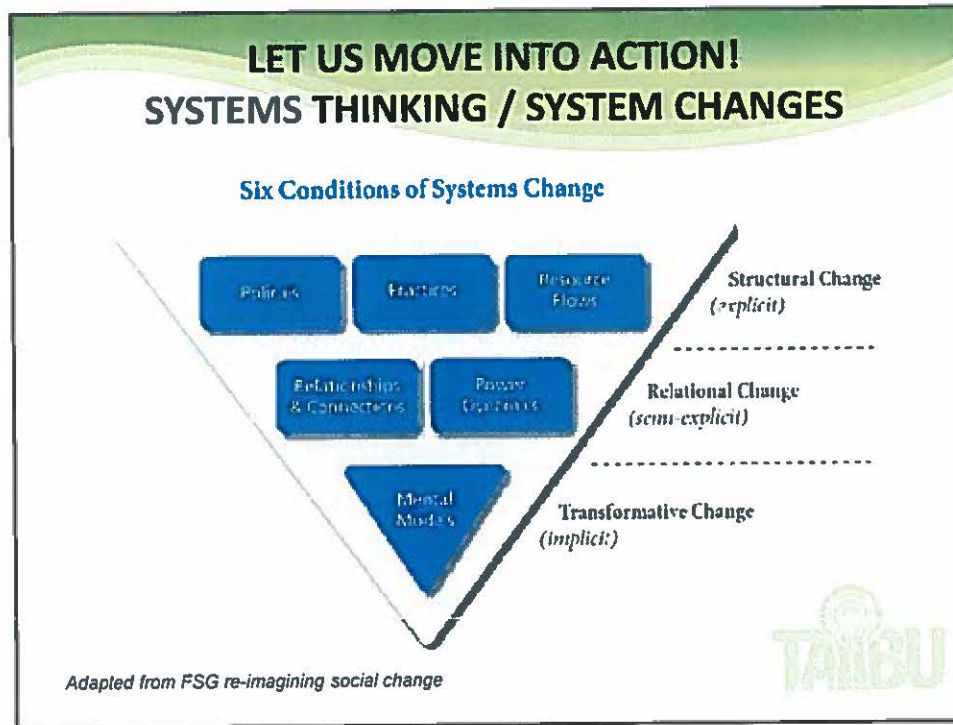 LET US MOVE INTO ACTION!
SYSTEMS THINKING / SYSTEM CHANGES
Six Conditions of Systems Change
Policies
Practices
Resource
Flows
Structural Change
(explicit)
Relationships
& Connections
Power
Dynamics
Relational Change
(semi-explicit)
Mental
Models
Transformative Change
(implicit)
TAIBU
Adapted from FSG re-imagining social change